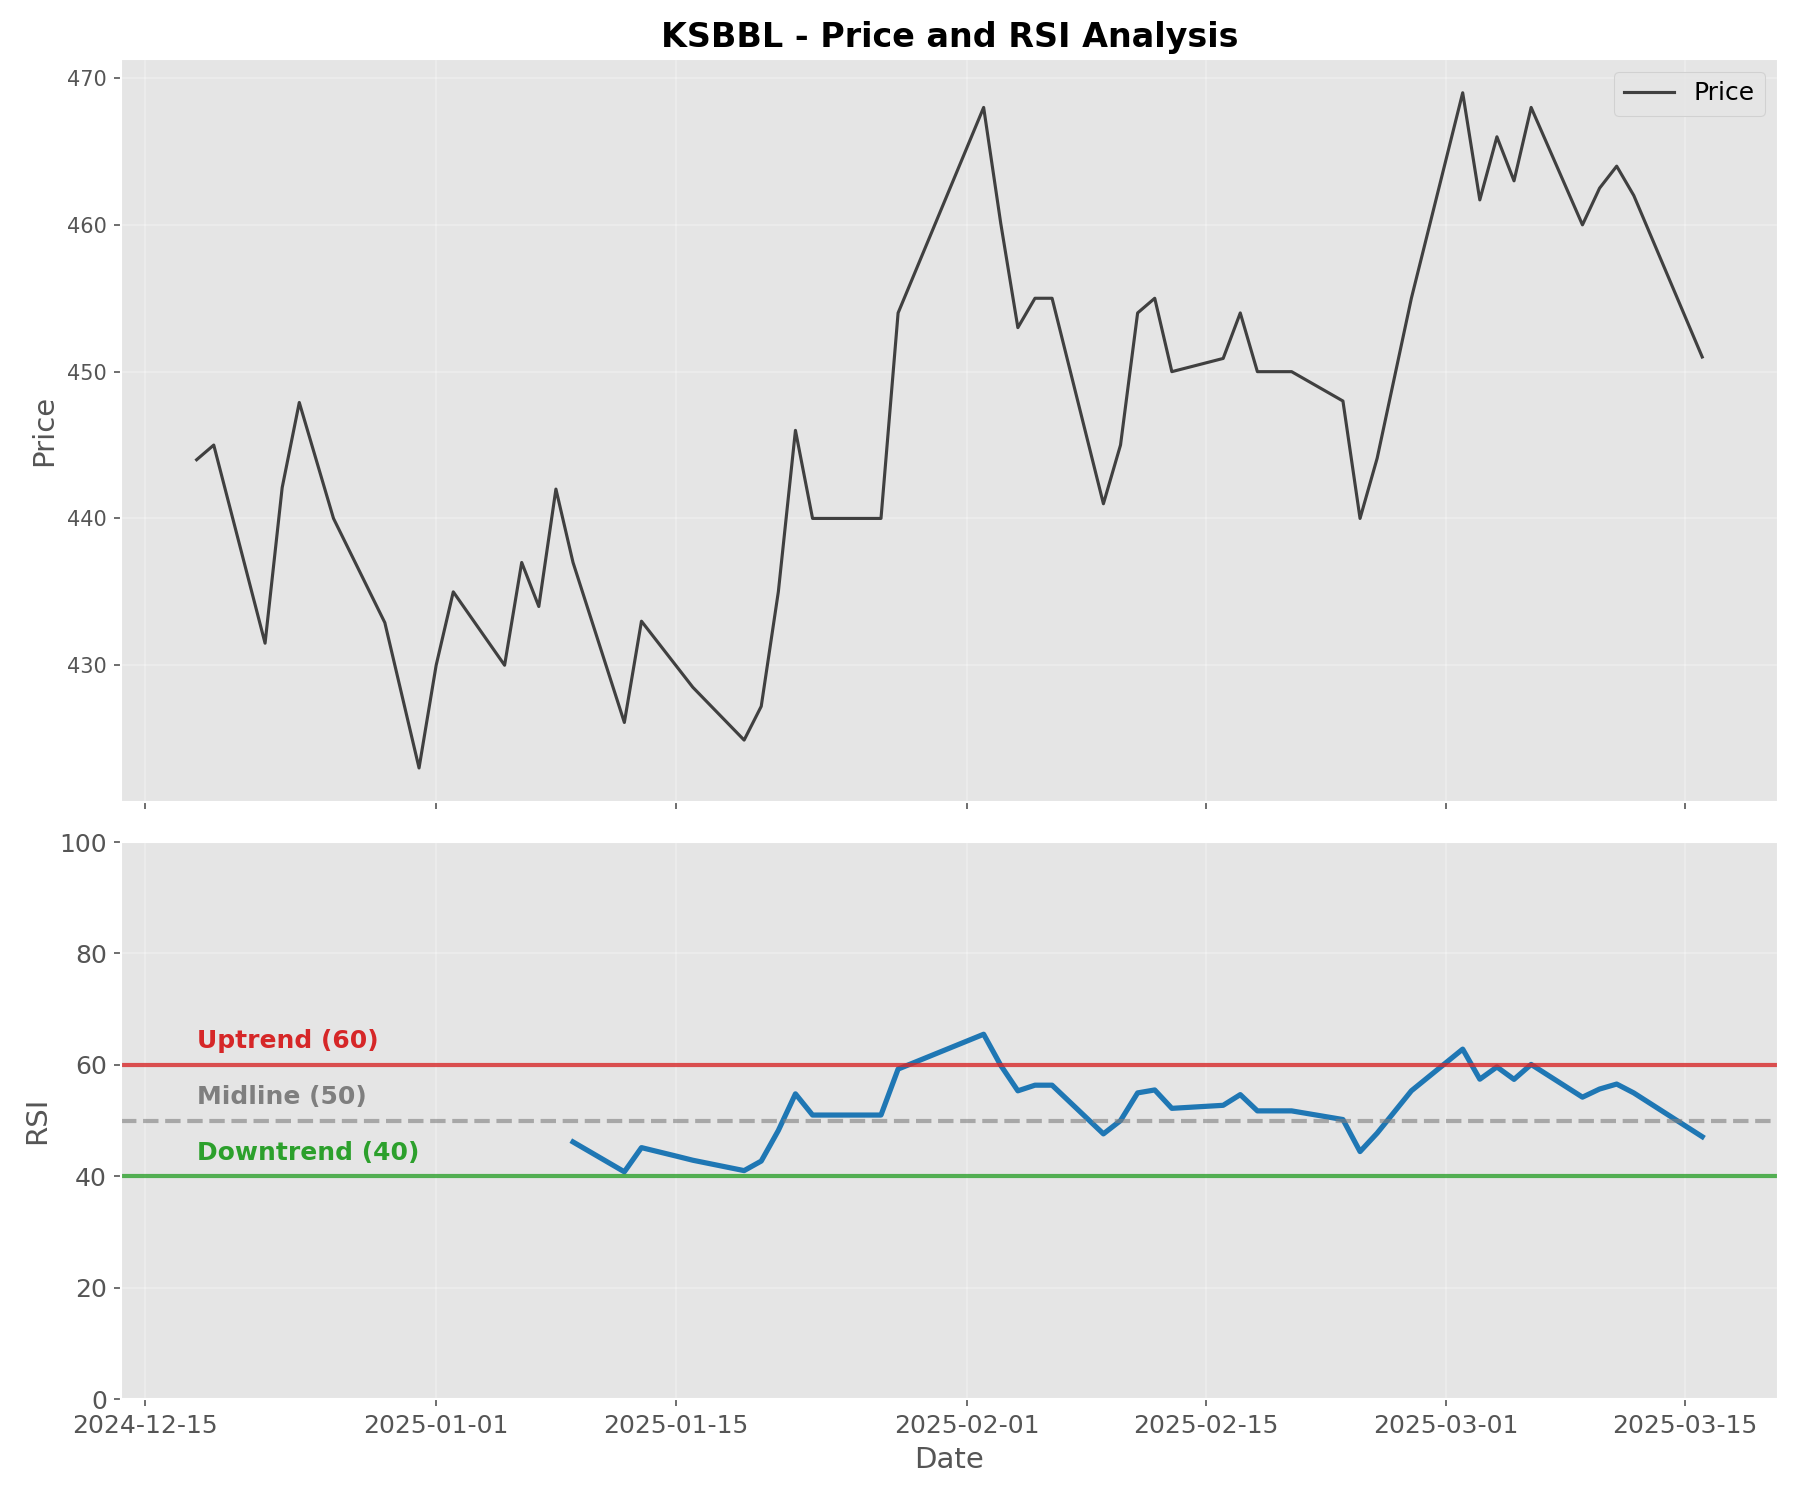 KSBBL - Price and RSI Analysis
Price
470
460
450
440
430
Price
100
80
60
40
20
0
RSI
Uptrend (60)
Midline (50)
Downtrend (40)
2024-12-15
2025-01-01
2025-01-15
2025-02-01
2025-02-15
2025-03-01
2025-03-15
Date